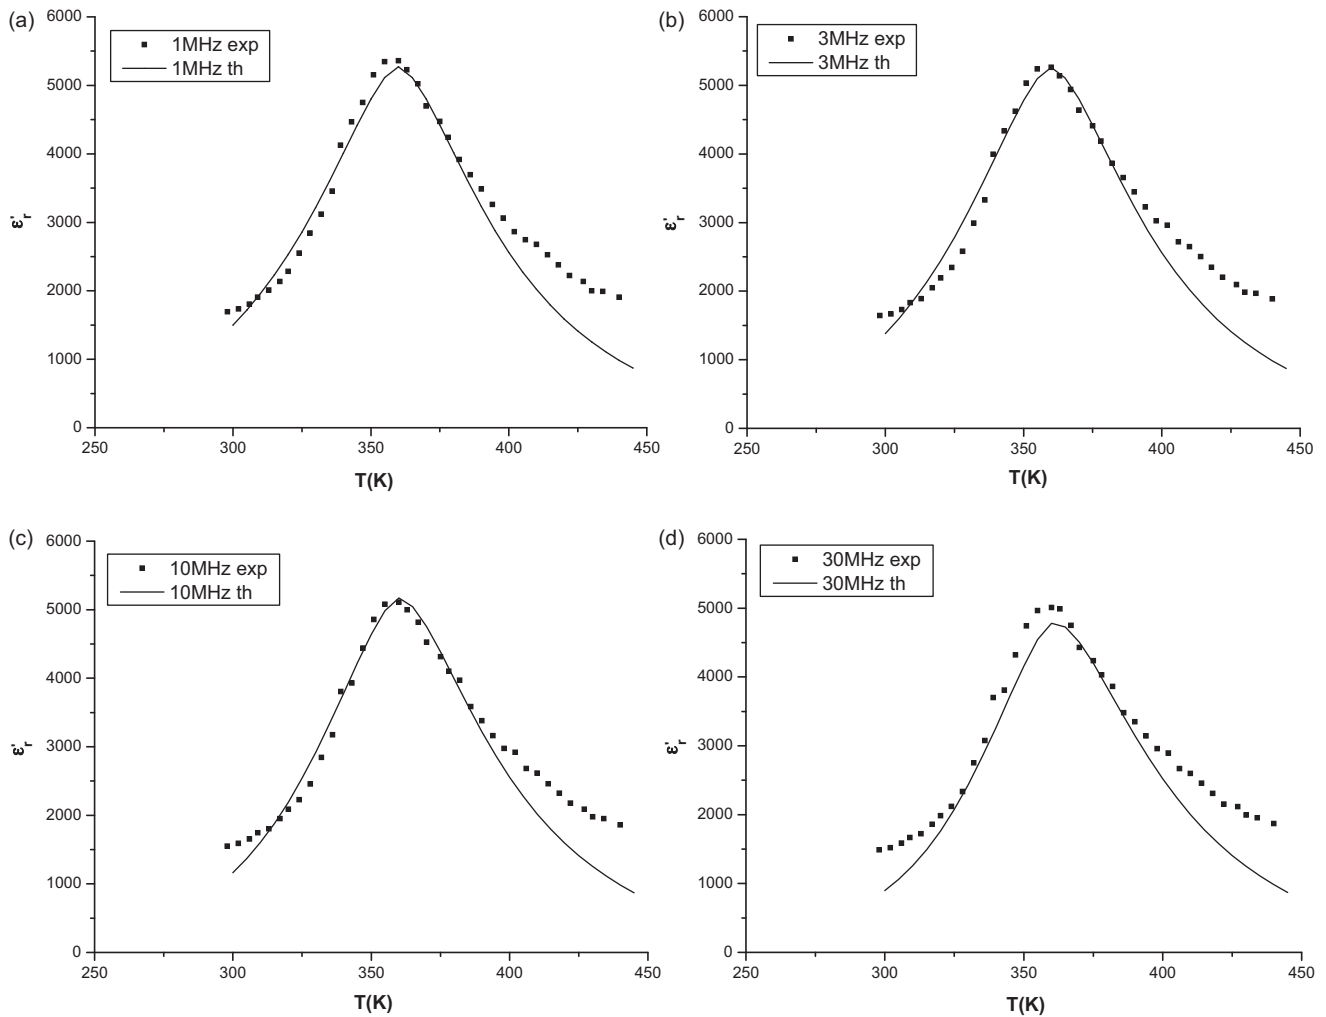 (a)
6000
5000
4000
3000
2000
1000
0
ε'r
1MHz exp
1MHz th
250 300 350 400 450
T(K)
(b)
6000
5000
4000
3000
2000
1000
0
ε'r
3MHz exp
3MHz th
250 300 350 400 450
T(K)
(c)
6000
5000
4000
3000
2000
1000
0
ε'r
10MHz exp
10MHz th
250 300 350 400 450
T(K)
(d)
6000
5000
4000
3000
2000
1000
0
ε'r
30MHz exp
30MHz th
250 300 350 400 450
T(K)